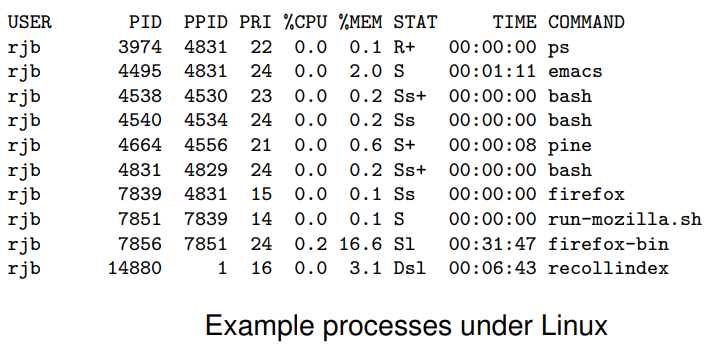 USER PID PPID PRI %CPU %MEM STAT TIME COMMAND
rjb 3974 4831 22 0.0 0.1 R+ 00:00:00 ps
rjb 4495 4831 24 0.0 2.0 S 00:01:11 emacs
rjb 4538 4530 23 0.0 0.2 Ss+ 00:00:00 bash
rjb 4540 4534 24 0.0 0.2 Ss 00:00:00 bash
rjb 4664 4556 21 0.0 0.6 S+ 00:00:08 pine
rjb 4831 4829 24 0.0 0.2 Ss+ 00:00:00 bash
rjb 7839 4831 15 0.0 0.1 Ss 00:00:00 firefox
rjb 7851 7839 14 0.0 0.1 S 00:00:00 run-mozilla.sh
rjb 7856 7851 24 0.2 16.6 Sl 00:31:47 firefox-bin
rjb 14880 1 16 0.0 3.1 Dsl 00:06:43 recollindex
Example processes under Linux